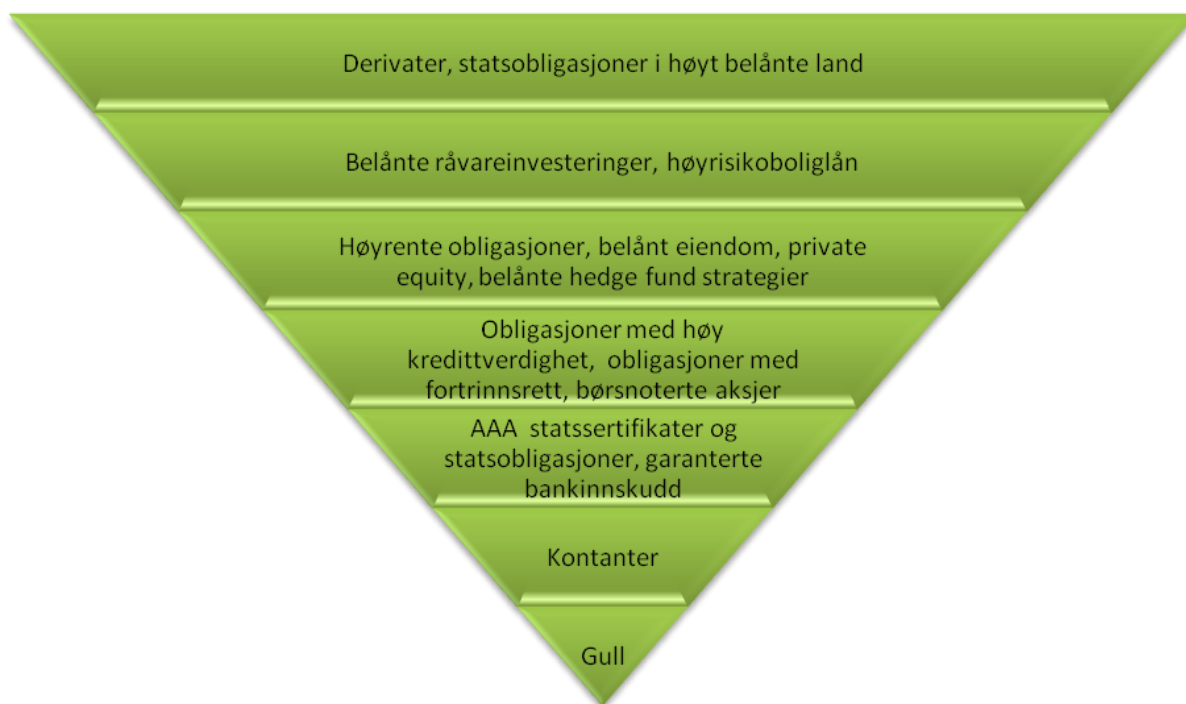 Derivater, statsobligasjoner i høyt belånte land
Belånte råvareinvesteringer, høyrisikoboliglån
Høyrente obligasjoner, belånt eiendom, private
equity, belånte hedge fund strategier
Obligasjoner med høy
kredittverdighet, obligasjoner med
fortrinnsrett, børsnoterte aksjer
AAA statssertifikater og
statsobligasjoner, garanterte
bankinnskudd
Kontanter
Gull